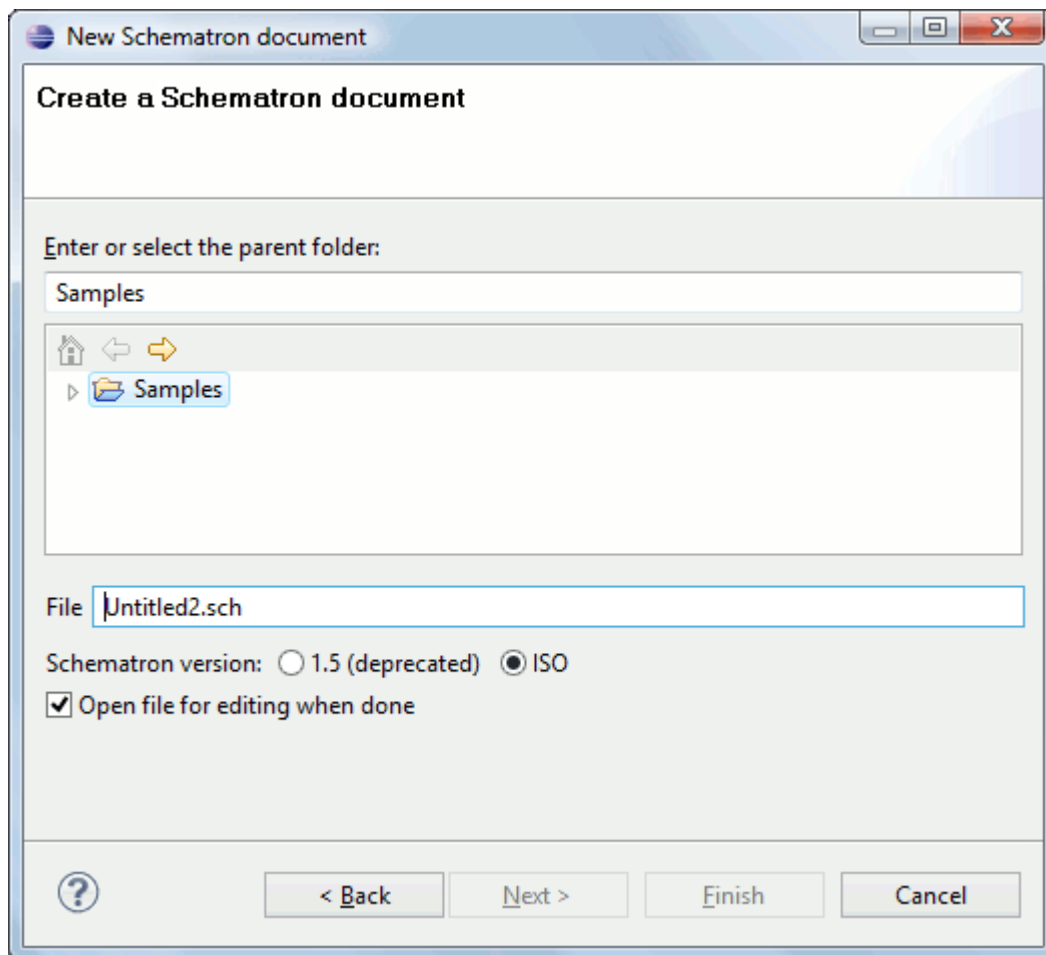 New Schematron document
Create a Schematron document
Enter or select the parent folder:
Samples
Samples
File Untitled2.sch
Schematron version: 1.5 (deprecated) ISO
Open file for editing when done
? < Back Next > Finish Cancel